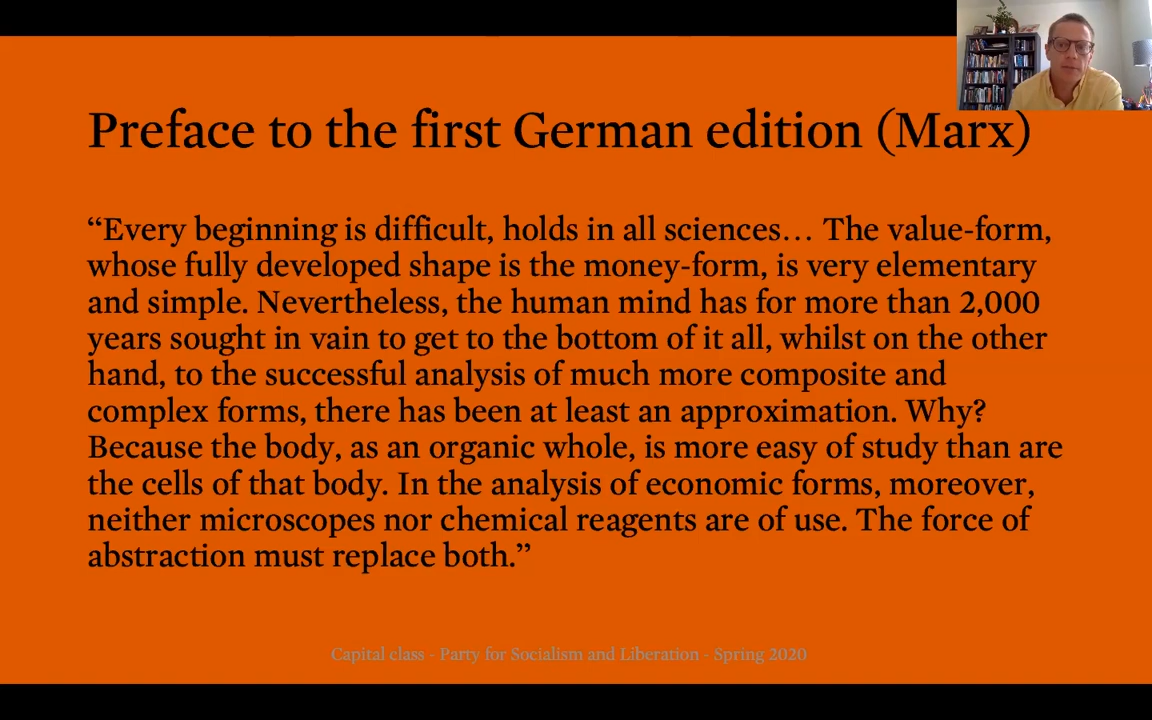 Preface to the first German edition (Marx)
“Every beginning is difficult, holds in all sciences… The value-form,
whose fully developed shape is the money-form, is very elementary
and simple. Nevertheless, the human mind has for more than 2,000
years sought in vain to get to the bottom of it all, whilst on the other
hand, to the successful analysis of much more composite and
complex forms, there has been at least an approximation. Why?
Because the body, as an organic whole, is more easy of study than are
the cells of that body. In the analysis of economic forms, moreover,
neither microscopes nor chemical reagents are of use. The force of
abstraction must replace both.”
Capital class - Party for Socialism and Liberation - Spring 2020